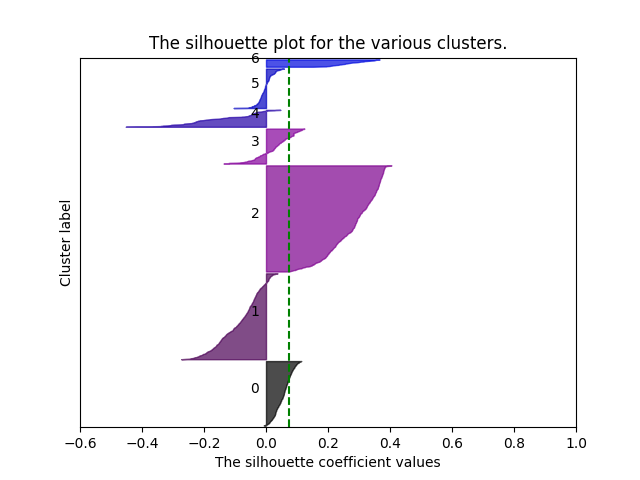 The silhouette plot for the various clusters.
6
5
4
3
2
1
0
Cluster label
−0.6 −0.4 −0.2 0.0 0.2 0.4 0.6 0.8 1.0
The silhouette coefficient values